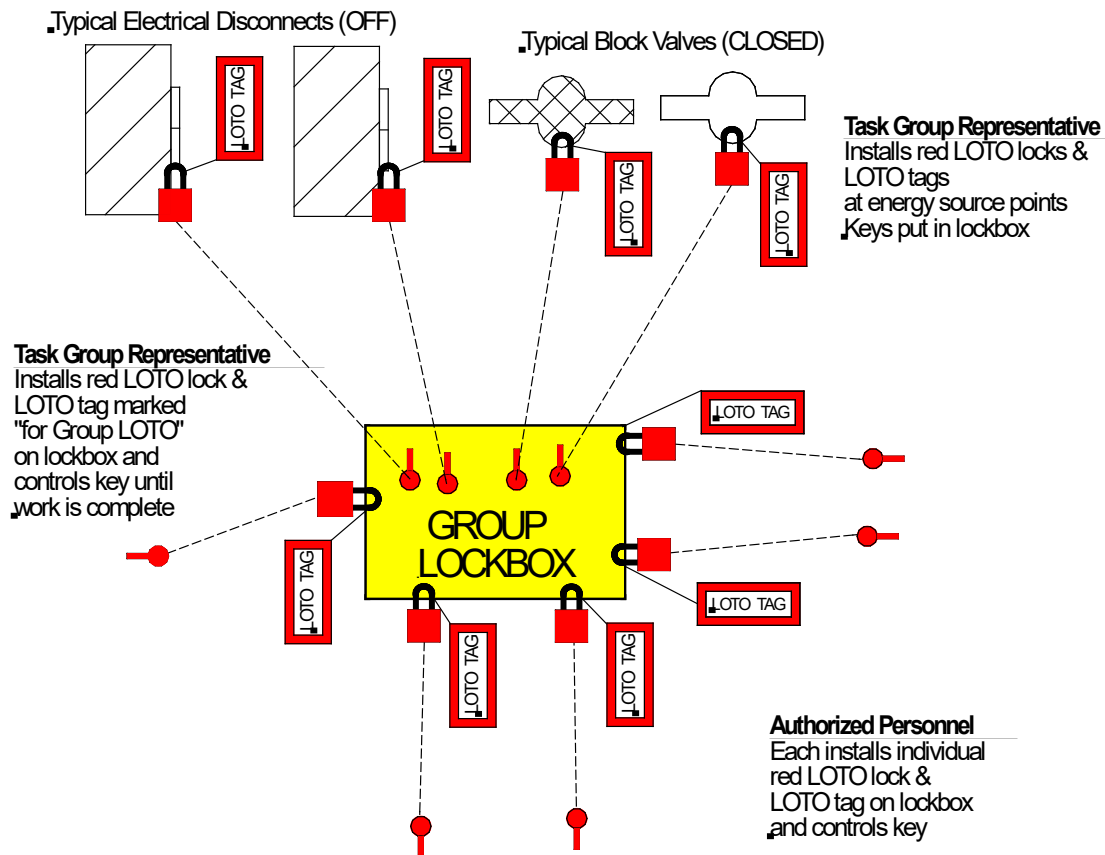 Typical Electrical Disconnects (OFF)
Typical Block Valves (CLOSED)
LOTO TAG
LOTO TAG
LOTO TAG
LOTO TAG
Task Group Representative
Installs red LOTO locks &
LOTO tags
at energy source points
Keys put in lockbox
Task Group Representative
Installs red LOTO lock &
LOTO tag marked
"for Group LOTO"
on lockbox and
controls key until
work is complete
LOTO TAG
GROUP
LOCKBOX
LOTO TAG
LOTO TAG
LOTO TAG
LOTO TAG
Authorized Personnel
Each installs individual
red LOTO lock &
LOTO tag on lockbox
and controls key